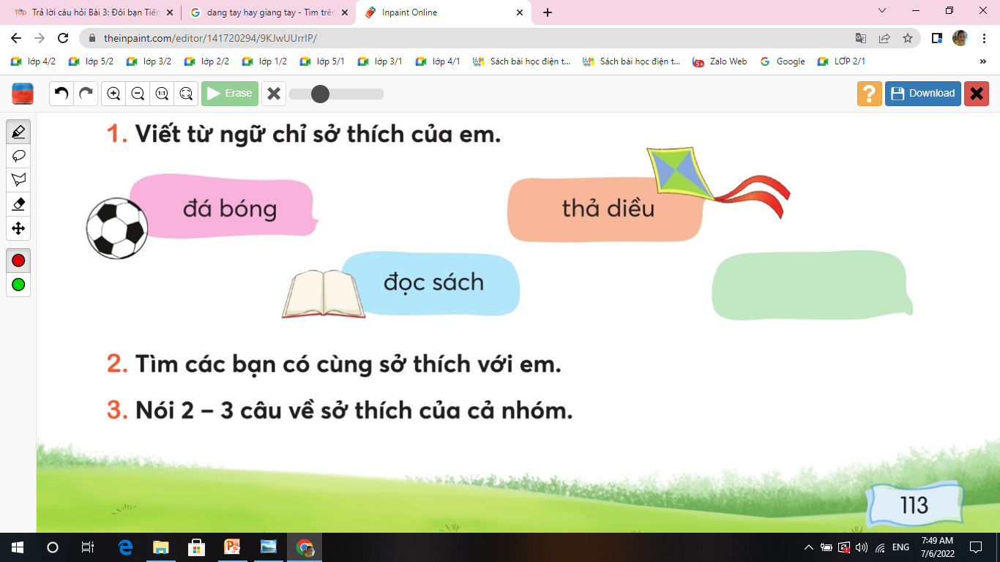 Trả lời câu hỏi Bài 3: Đôi bạn Tiến
dang tay hay giang tay - Tìm trên
Inpaint Online
theinpaint.com/editor/141720294/9KJwUUrrIP/
lớp 4/2 lớp 5/2 lớp 3/2 lớp 2/2 lớp 1/2 lớp 5/1 lớp 3/1 lớp 4/1 Sách bài học điện t... Sách bài học điện t... Zalo Web Google LỚP 2/1 »
1:1 Erase ? Download
1. Viết từ ngữ chỉ sở thích của em.
đá bóng
thả diều
đọc sách
2. Tìm các bạn có cùng sở thích với em.
3. Nói 2 – 3 câu về sở thích của cả nhóm.
113
ENG
7:49 AM
7/6/2022